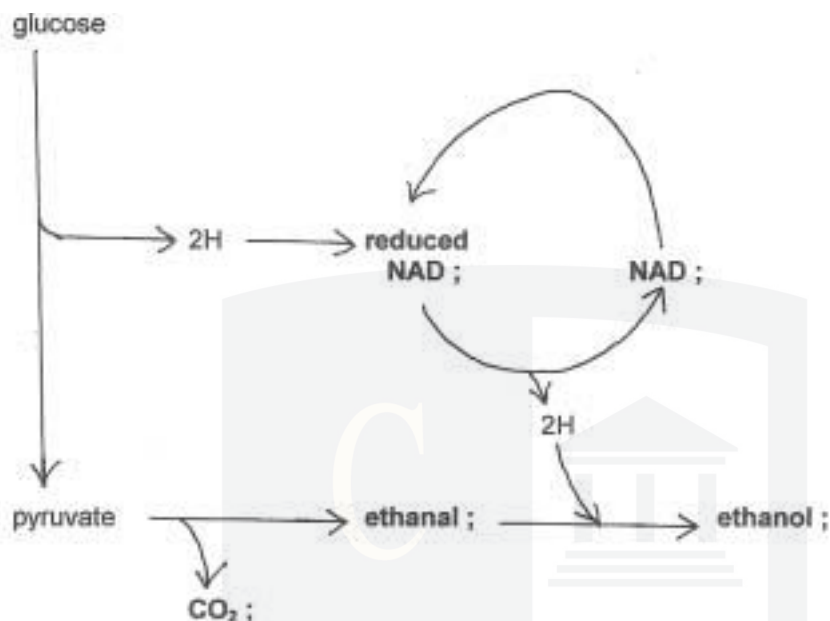 glucose
2H
reduced
NAD ;
NAD ;
2H
pyruvate
ethanal ;
ethanol ;
CO₂ ;
C